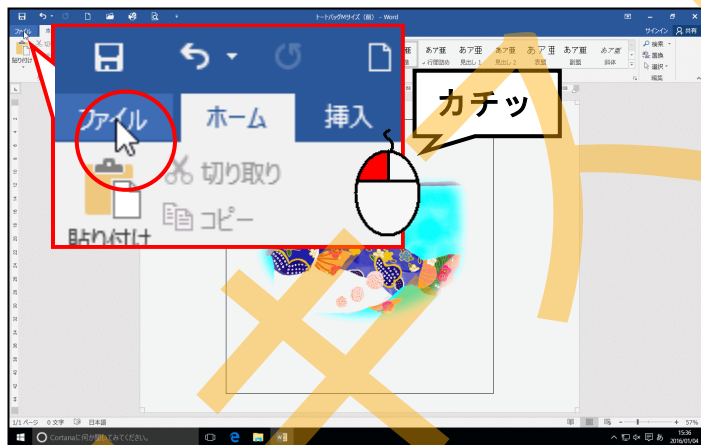 トートバッグMサイズ（前） - Word
サインイン 共有
ファイル ホーム 挿入
カチッ
切り取り
コピー
貼り付け
あア亜 あア亜 あア亜 あア亜 あア亜 あア亜
行間詰め 見出し 1 見出し 2 表題 副題 斜体
検索
置換
選択
編集
1/1 ページ 0 文字 日本語
57%
Cortanaに何か聞いてみてください。
15:36
2016/01/04